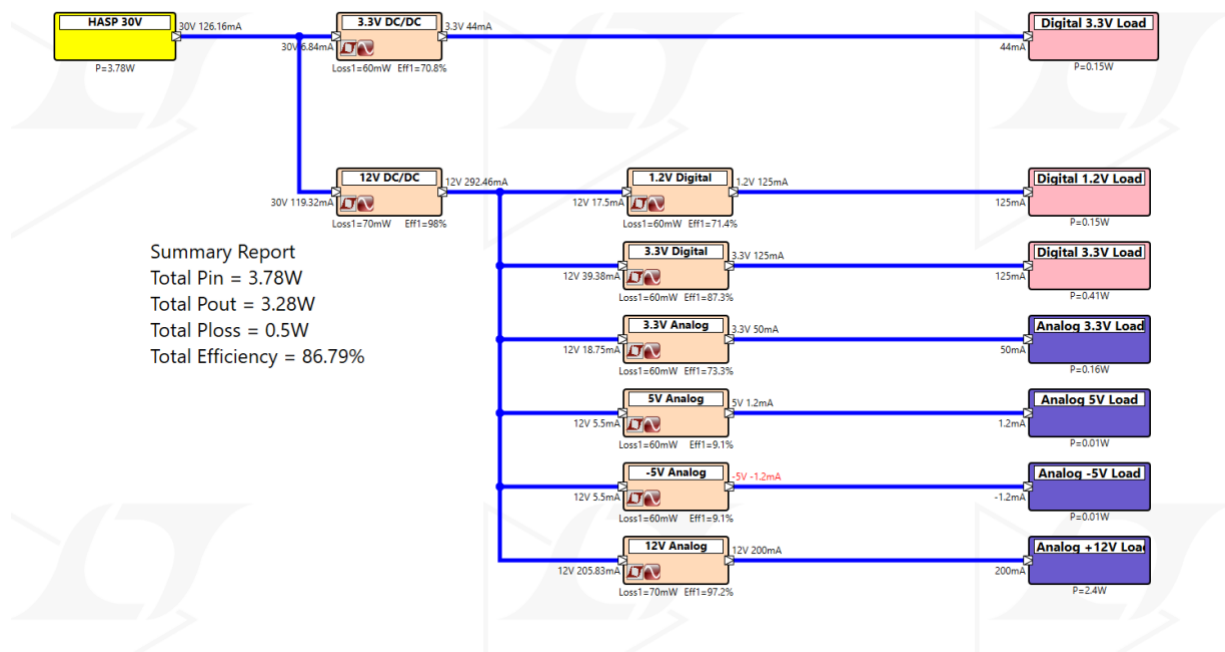 HASP 30V
30V 126.16mA
P=3.78W
3.3V DC/DC
30V 6.84mA
3.3V 44mA
Loss1=60mW Eff1=70.8%
Digital 3.3V Load
44mA
P=0.15W
12V DC/DC
30V 119.32mA
12V 292.46mA
Loss1=70mW Eff1=98%
1.2V Digital
12V 17.5mA
1.2V 125mA
Loss1=60mW Eff1=71.4%
Digital 1.2V Load
125mA
P=0.15W
Summary Report
Total Pin = 3.78W
Total Pout = 3.28W
Total Ploss = 0.5W
Total Efficiency = 86.79%
3.3V Digital
12V 39.38mA
3.3V 125mA
Loss1=60mW Eff1=87.3%
Digital 3.3V Load
125mA
P=0.41W
3.3V Analog
12V 18.75mA
3.3V 50mA
Loss1=60mW Eff1=73.3%
Analog 3.3V Load
50mA
P=0.16W
5V Analog
12V 5.5mA
5V 1.2mA
Loss1=60mW Eff1=9.1%
Analog 5V Load
1.2mA
P=0.01W
-5V Analog
12V 5.5mA
-5V -1.2mA
Loss1=60mW Eff1=9.1%
Analog -5V Load
-1.2mA
P=0.01W
12V Analog
12V 205.83mA
12V 200mA
Loss1=70mW Eff1=97.2%
Analog +12V Loa
200mA
P=2.4W